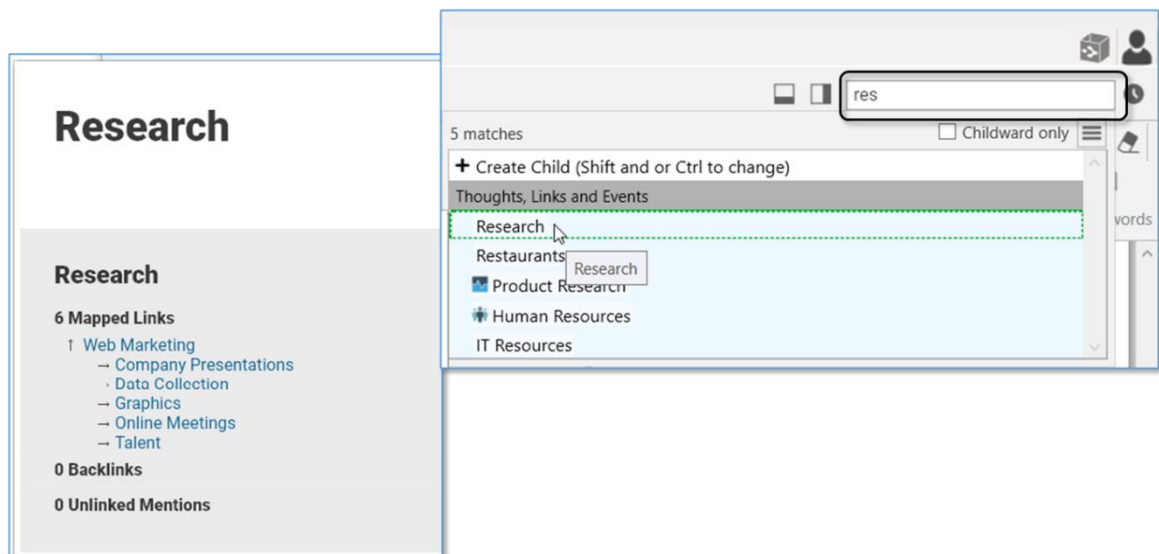 Research
Research
6 Mapped Links
↑ Web Marketing
→ Company Presentations
→ Data Collection
→ Graphics
→ Online Meetings
→ Talent
0 Backlinks
0 Unlinked Mentions
res
5 matches
Childward only
+ Create Child (Shift and or Ctrl to change)
Thoughts, Links and Events
Research
Restaurants
Research
Product Research
Human Resources
IT Resources